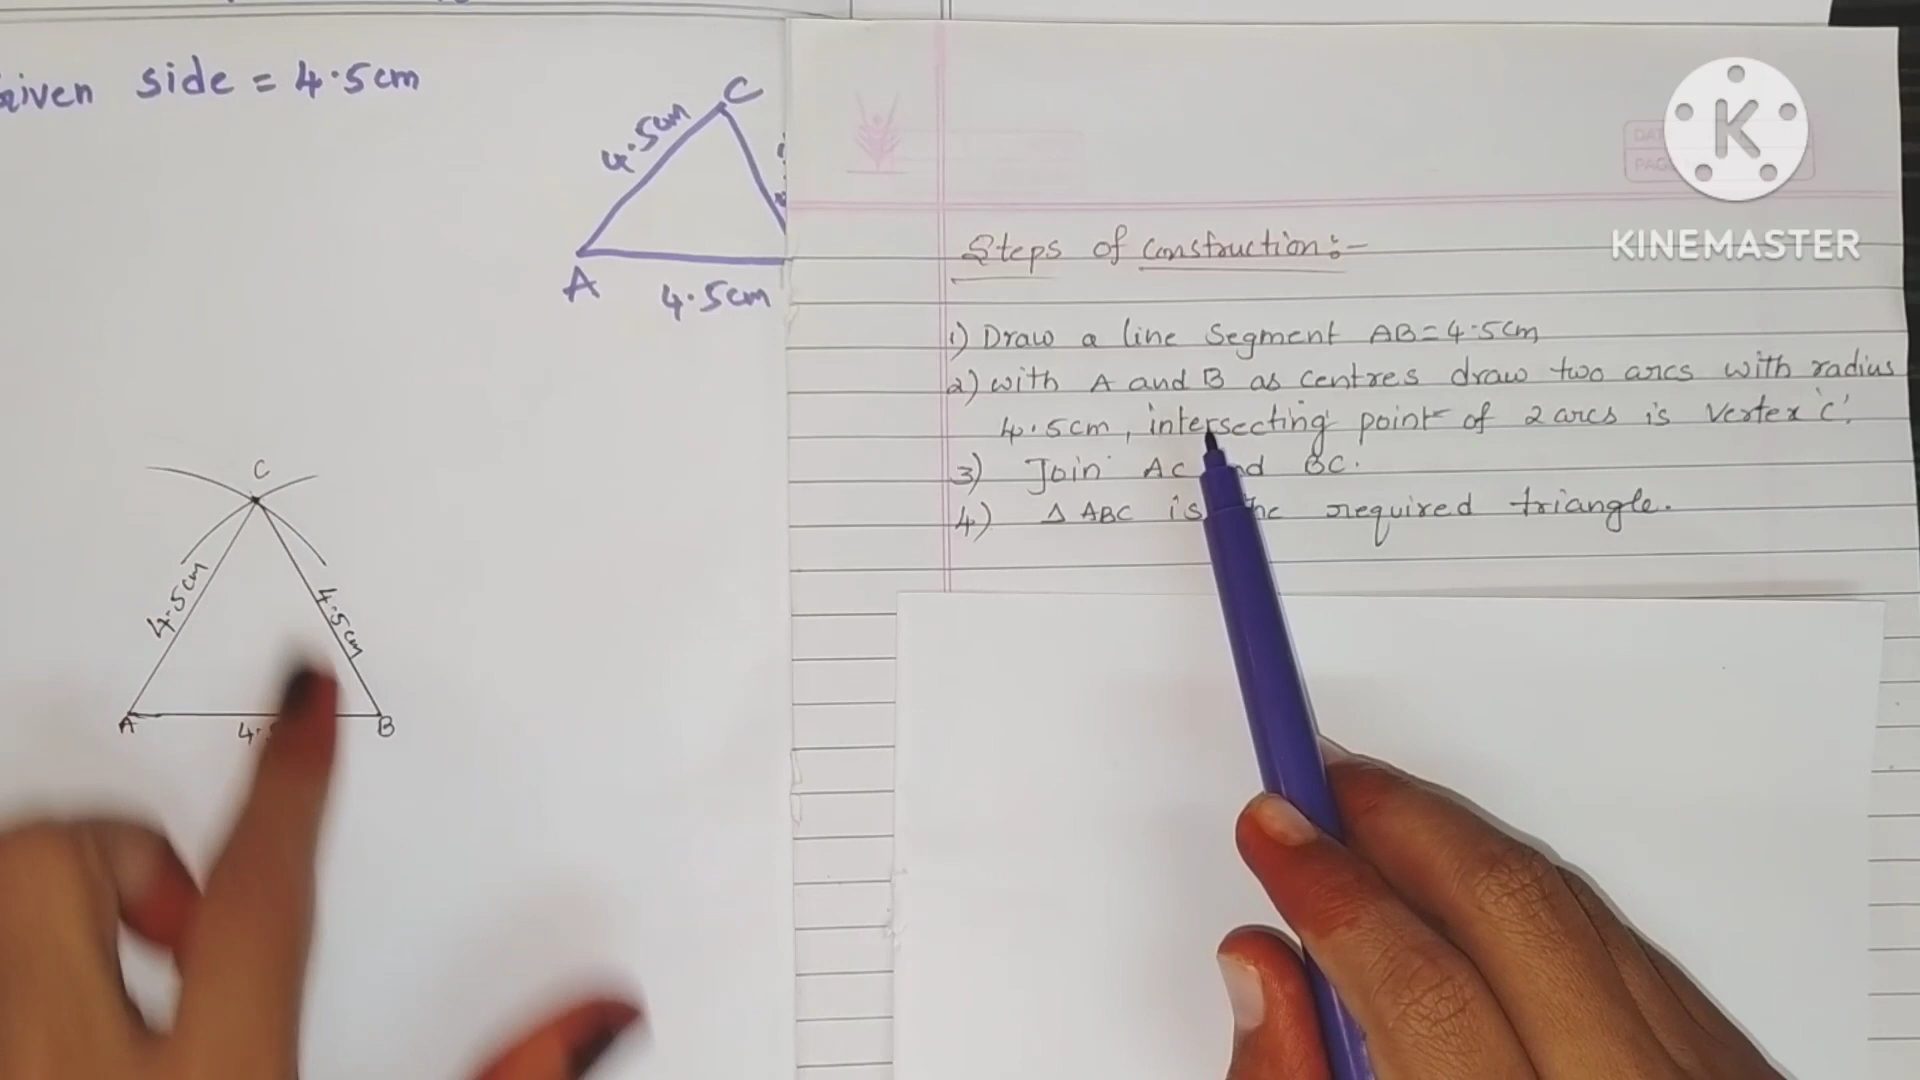 Given side = 4.5cm
C
4.5cm
A
4.5cm
C
4.5cm
4.5cm
A
B
Steps of construction:-
1) Draw a line segment AB=4.5cm
2) with A and B as centres draw two arcs with radius
4.5cm, intersecting point of 2 arcs is vertex 'C'.
3) Join AC and BC.
4) Δ ABC is the required triangle.
K
KINEMASTER